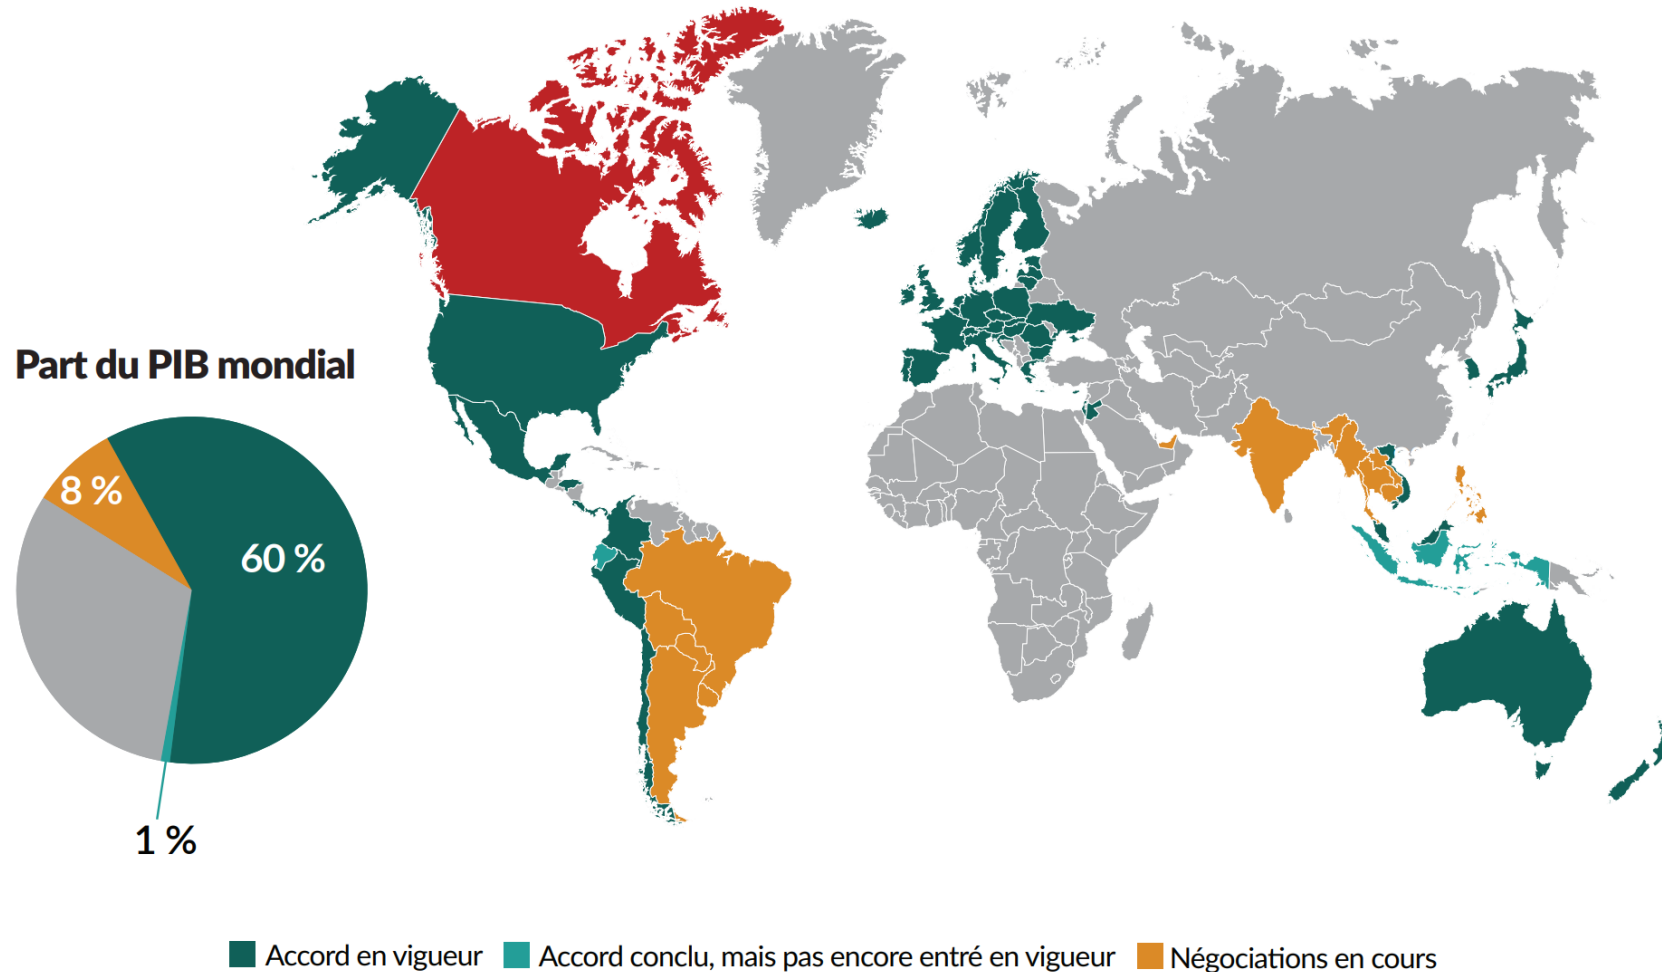 Part du PIB mondial
8 %
60 %
1 %
Accord en vigueur
Accord conclu, mais pas encore entré en vigueur
Négociations en cours